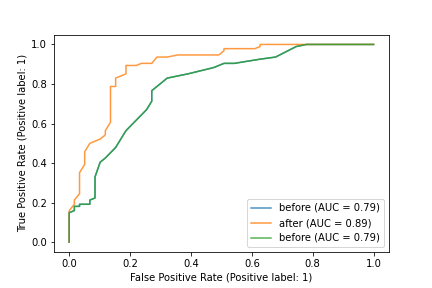 1.0
0.8
0.6
0.4
0.2
0.0
True Positive Rate (Positive label: 1)
before (AUC = 0.79)
after (AUC = 0.89)
before (AUC = 0.79)
0.0 0.2 0.4 0.6 0.8 1.0
False Positive Rate (Positive label: 1)